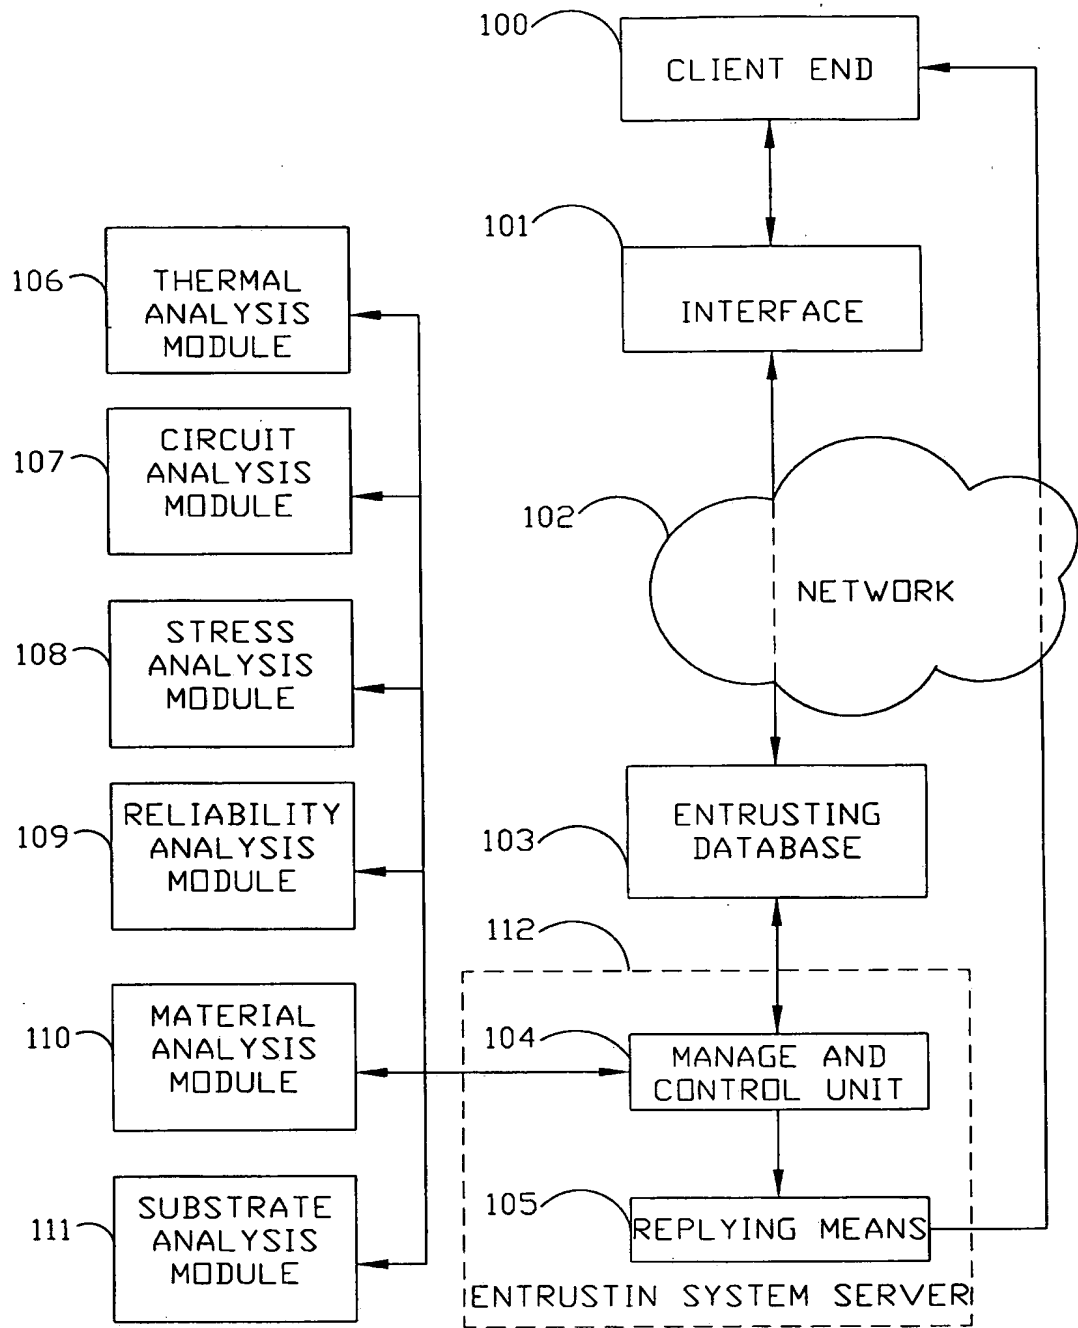 100
CLIENT END
101
INTERFACE
106
THERMAL
ANALYSIS
MODULE
107
CIRCUIT
ANALYSIS
MODULE
102
NETWORK
108
STRESS
ANALYSIS
MODULE
109
RELIABILITY
ANALYSIS
MODULE
103
ENTRUSTING
DATABASE
112
110
MATERIAL
ANALYSIS
MODULE
104
MANAGE AND
CONTROL UNIT
111
SUBSTRATE
ANALYSIS
MODULE
105
REPLYING MEANS
ENTRUSTIN SYSTEM SERVER